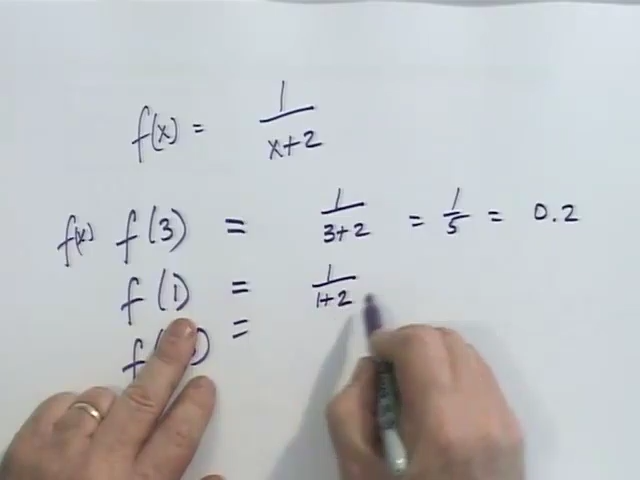 f(x) = 1/(x+2)
f(x) f(3) = 1/(3+2) = 1/5 = 0.2
f(1) = 1/(1+2)
f( ) =